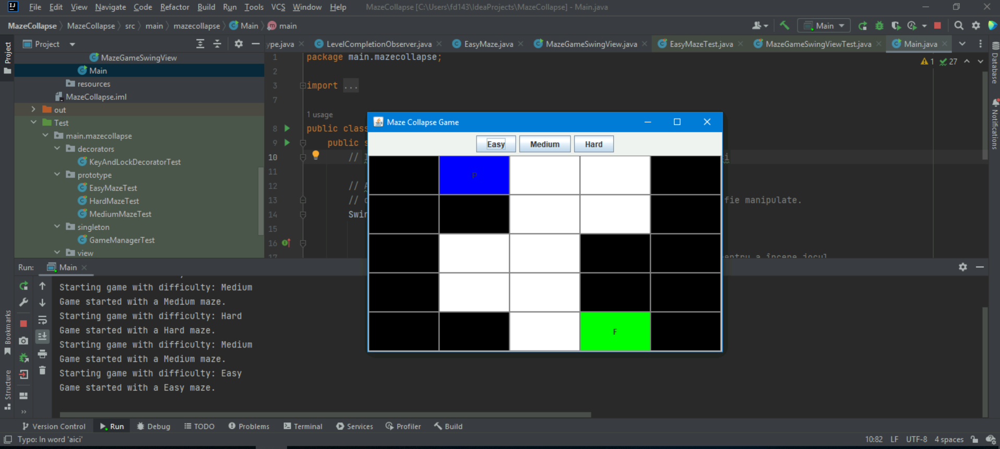 File Edit View Navigate Code Refactor Build Run Tools VCS Window Help MazeCollapse [C:\Users\fd143\IdeaProjects\MazeCollapse] - Main.java
MazeCollapse MazeCollapse src main mazecollapse Main main
Main
Project
Project
ype.java LevelCompletionObserver.java EasyMaze.java MazeGameSwingView.java EasyMazeTest.java MazeGameSwingViewTest.java Main.java
MazeGameSwingView
Main
resources
MazeCollapse.iml
out
Test
main.mazecollapse
decorators
KeyAndLockDecoratorTest
prototype
EasyMazeTest
HardMazeTest
MediumMazeTest
singleton
GameManagerTest
view
1 package main.mazecollapse;
2
3 import ...
7
1 usage
8 public class
9 public s
10 //
11
12 // A
13 // fie manipulate.
14 Swin
15
16
17 entru a începe jocul
1 27
Database
Notifications
Maze Collapse Game
Easy Medium Hard
P
F
Run: Main
Starting game with difficulty: Medium
Game started with a Medium maze.
Starting game with difficulty: Hard
Game started with a Hard maze.
Starting game with difficulty: Medium
Game started with a Medium maze.
Starting game with difficulty: Easy
Game started with a Easy maze.
Bookmarks
Structure
Version Control Run Debug TODO Problems Terminal Services Profiler Build
Typo: In word 'aici' 10:82 LF UTF-8 4 spaces